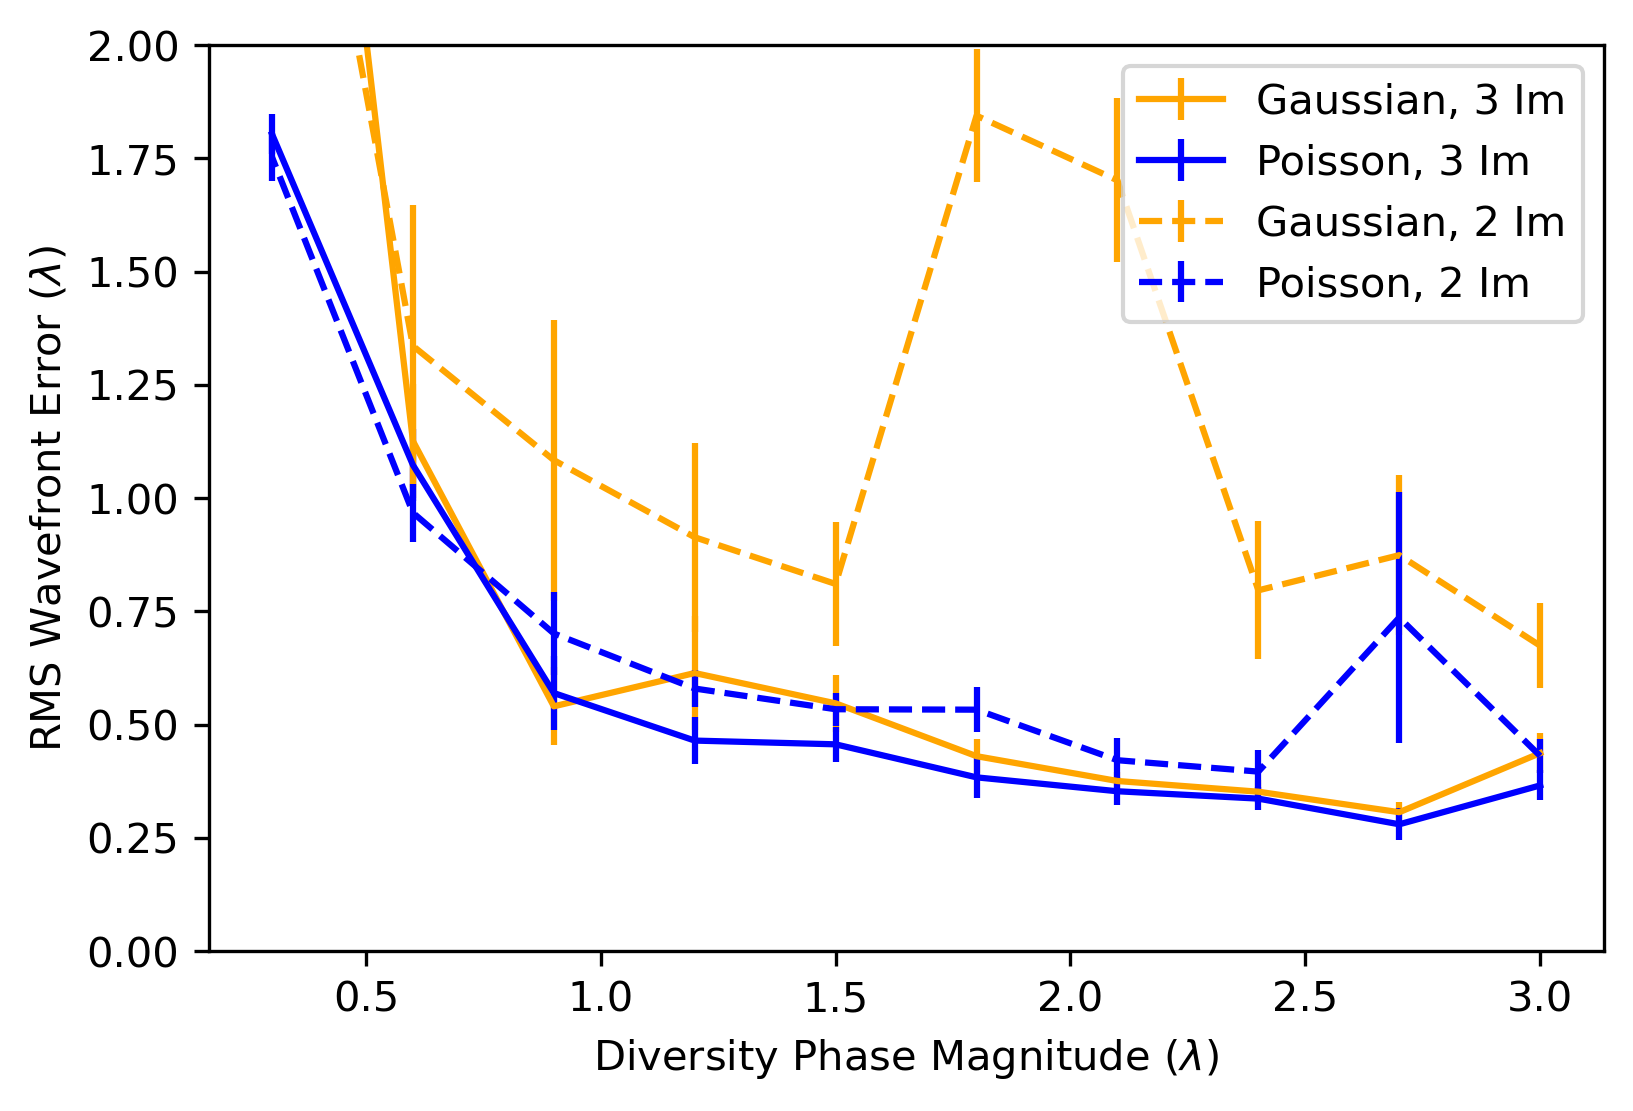 2.00
1.75
1.50
1.25
1.00
0.75
0.50
0.25
0.00
RMS Wavefront Error (λ)
Gaussian, 3 Im
Poisson, 3 Im
Gaussian, 2 Im
Poisson, 2 Im
0.5 1.0 1.5 2.0 2.5 3.0
Diversity Phase Magnitude (λ)